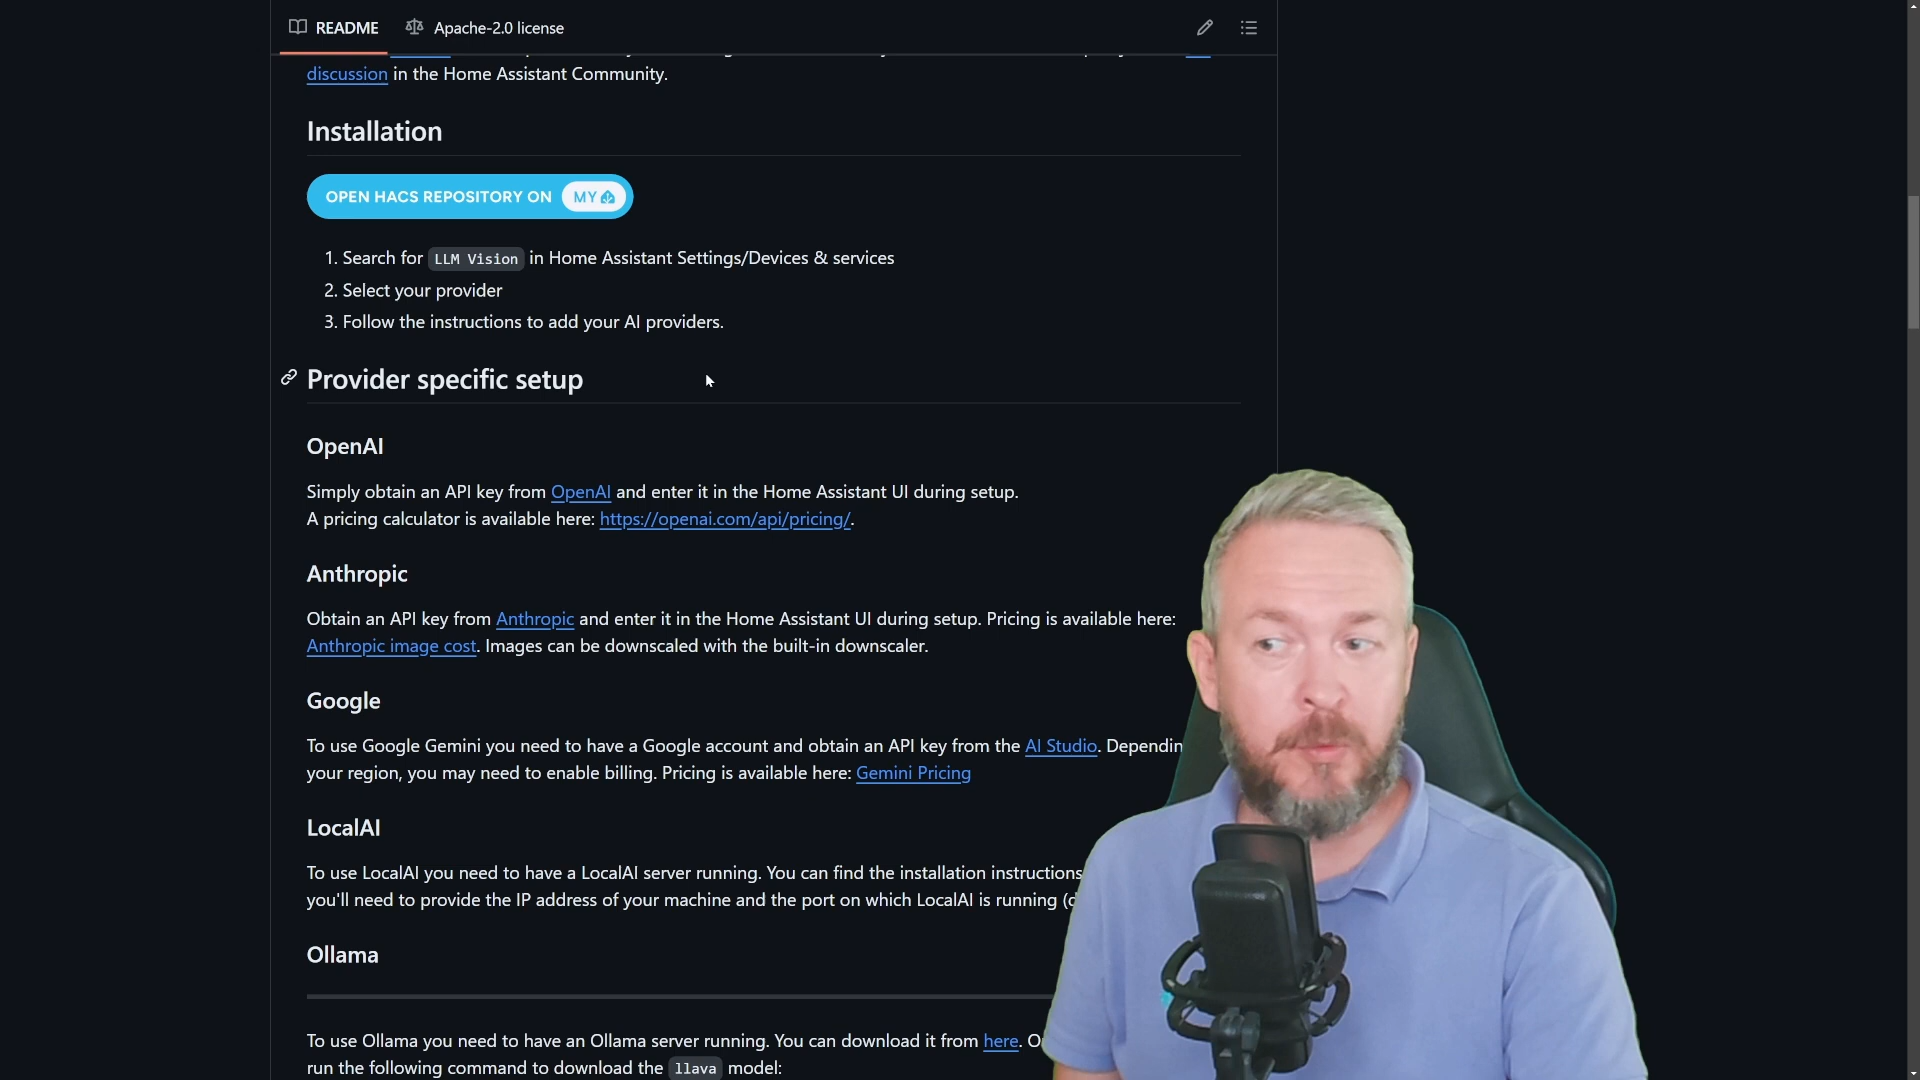 README
Apache-2.0 license
discussion in the Home Assistant Community.
Installation
OPEN HACS REPOSITORY ON MY
1. Search for LLM Vision in Home Assistant Settings/Devices & services
2. Select your provider
3. Follow the instructions to add your AI providers.
Provider specific setup
OpenAI
Simply obtain an API key from OpenAI and enter it in the Home Assistant UI during setup.
A pricing calculator is available here: https://openai.com/api/pricing/.
Anthropic
Obtain an API key from Anthropic and enter it in the Home Assistant UI during setup. Pricing is available here:
Anthropic image cost. Images can be downscaled with the built-in downscaler.
Google
To use Google Gemini you need to have a Google account and obtain an API key from the AI Studio. Dependin
your region, you may need to enable billing. Pricing is available here: Gemini Pricing
LocalAI
To use LocalAI you need to have a LocalAI server running. You can find the installation instructions
you'll need to provide the IP address of your machine and the port on which LocalAI is running (
Ollama
To use Ollama you need to have an Ollama server running. You can download it from here. O
run the following command to download the llava model: